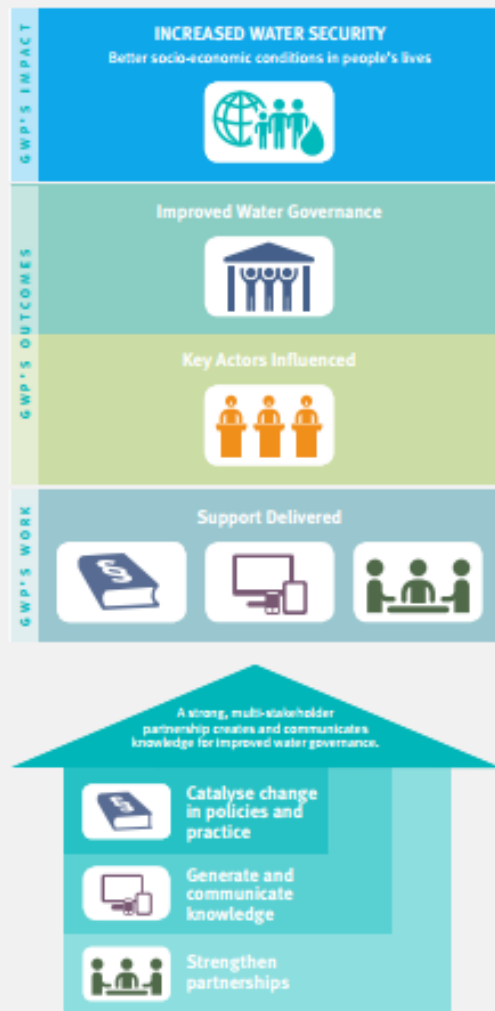 GWP'S IMPACT
INCREASED WATER SECURITY
Better socio-economic conditions in people's lives
GWP'S OUTCOMES
Improved Water Governance
Key Actors Influenced
GWP'S WORK
Support Delivered
§
A strong, multi-stakeholder
partnership creates and communicates
knowledge for improved water governance.
§
Catalyse change
in policies and
practice
Generate and
communicate
knowledge
Strengthen
partnerships